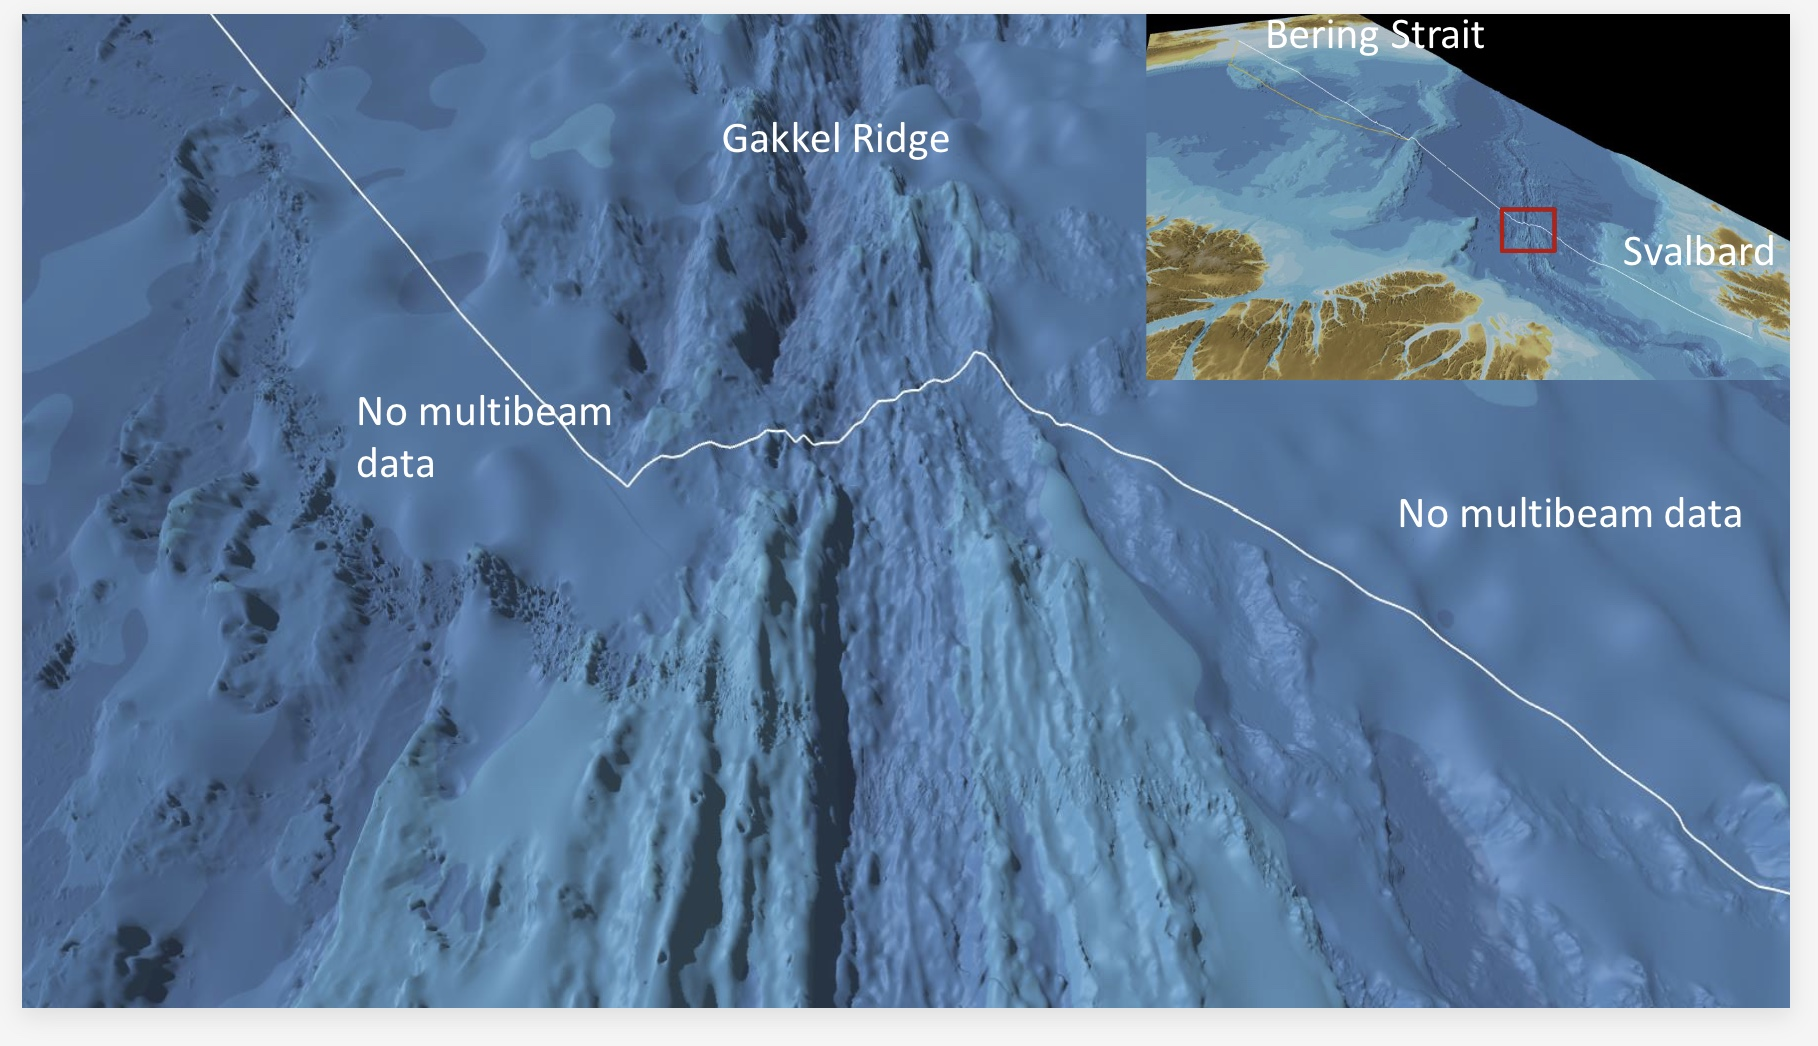 Bering Strait
Gakkel Ridge
Svalbard
No multibeam
data
No multibeam data